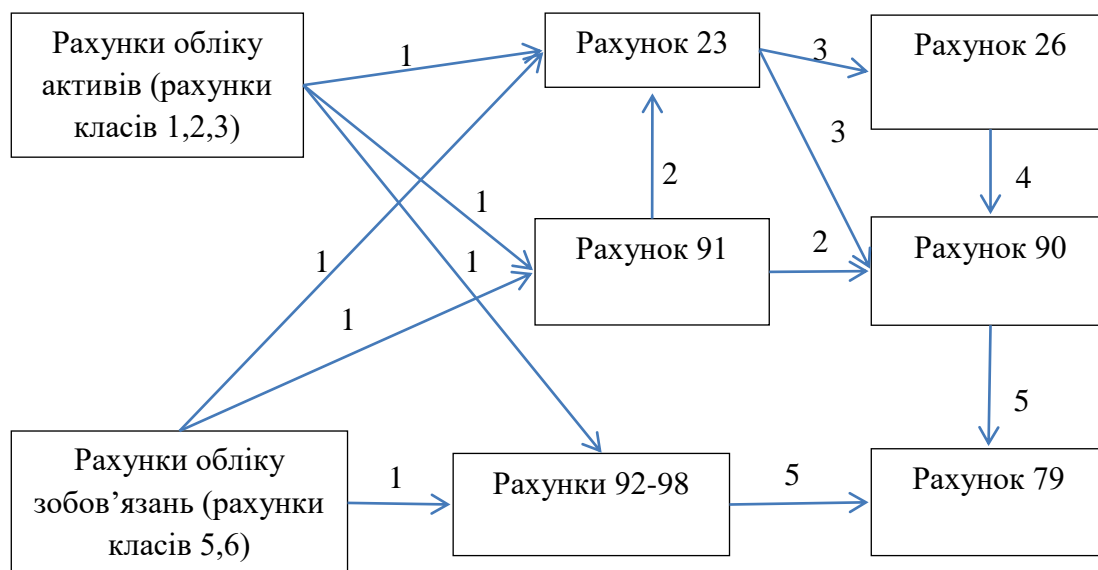 Рахунки обліку
активів (рахунки
класів 1,2,3)
1
Рахунок 23
3
Рахунок 26
3
2
4
1
Рахунок 91
2
Рахунок 90
1
1
1
5
Рахунки обліку
зобов’язань (рахунки
класів 5,6)
1
Рахунки 92-98
5
Рахунок 79